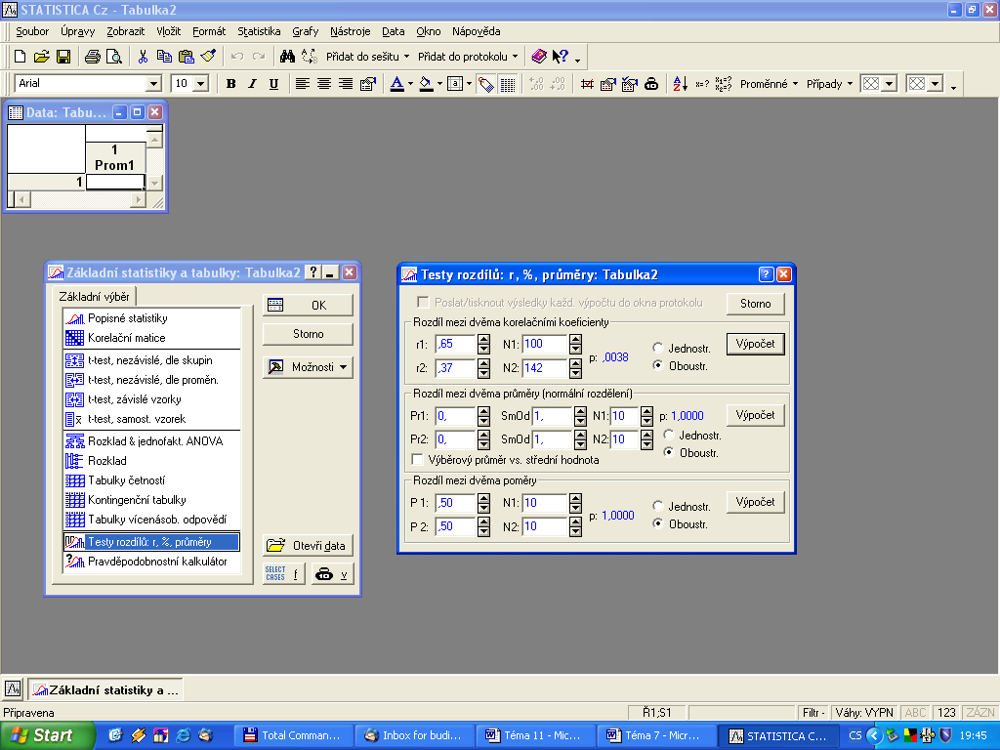 STATISTICA Cz - Tabulka2
Soubor Úpravy Zobrazit Vložit Formát Statistika Grafy Nástroje Data Okno Nápověda
Přidat do sešitu Přidat do protokolu
Arial 10 B I U Proměnné Případy
Data: Tabu...
1
Prom1
1
Základní statistiky a tabulky: Tabulka2
Základní výběr
Popisné statistiky
Korelační matice
t-test, nezávislé, dle skupin
t-test, nezávislé, dle proměn.
t-test, závislé vzorky
t-test, samost. vzorek
Rozklad & jednofakt. ANOVA
Rozklad
Tabulky četností
Kontingenční tabulky
Tabulky vícenásob. odpovědí
Testy rozdílů: r, %, průměry
Pravděpodobnostní kalkulátor
OK
Storno
Možnosti
Otevři data
SELECT CASES f v
Testy rozdílů: r, %, průměry: Tabulka2
Poslat/tisknout výsledky každ. výpočtu do okna protokolu
Storno
Rozdíl mezi dvěma korelačními koeficienty
r1: ,65 N1: 100
r2: ,37 N2: 142
p: ,0038
Jednostr.
Oboustr.
Výpočet
Rozdíl mezi dvěma průměry (normální rozdělení)
Pr1: 0, SmOd 1, N1: 10 p: 1,0000
Pr2: 0, SmOd 1, N2: 10
Jednostr.
Oboustr.
Výpočet
Výběrový průměr vs. střední hodnota
Rozdíl mezi dvěma poměry
P 1: ,50 N1: 10
P 2: ,50 N2: 10
p: 1,0000
Jednostr.
Oboustr.
Výpočet
Základní statistiky a ...
Připravena Ř1;S1 Filtr - Váhy: VYPN ABC 123 ZÁZN
Start Total Comman... Inbox for budi... Téma 11 - Mic... Téma 7 - Micr... STATISTICA C... CS 19:45